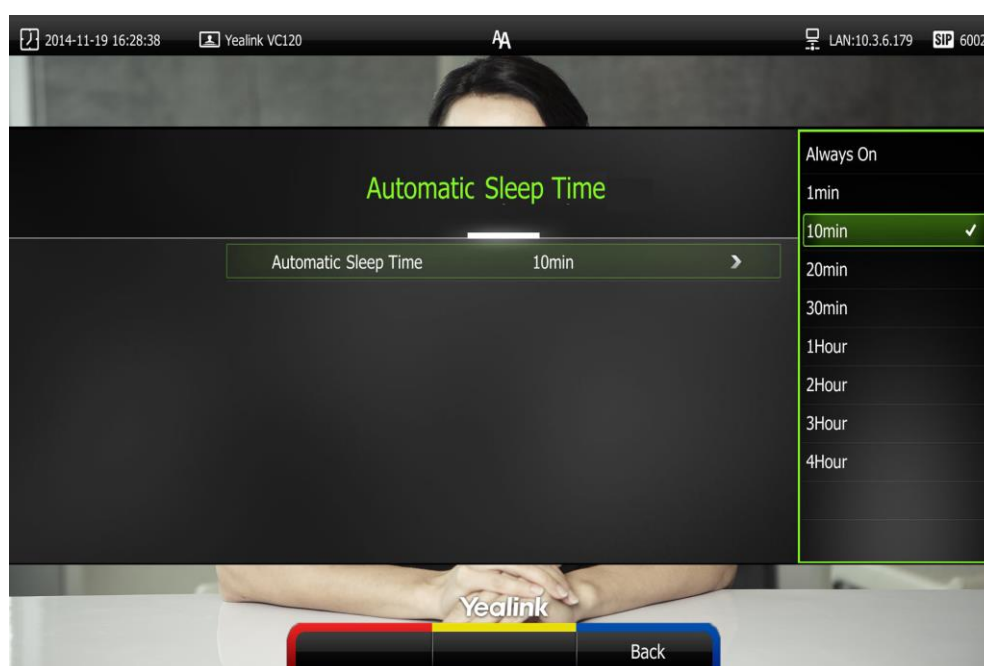 2014-11-19 16:28:38 Yealink VC120 AA LAN:10.3.6.179 SIP 6002
Automatic Sleep Time
Automatic Sleep Time 10min
Always On
1min
10min
20min
30min
1Hour
2Hour
3Hour
4Hour
Yealink
Back